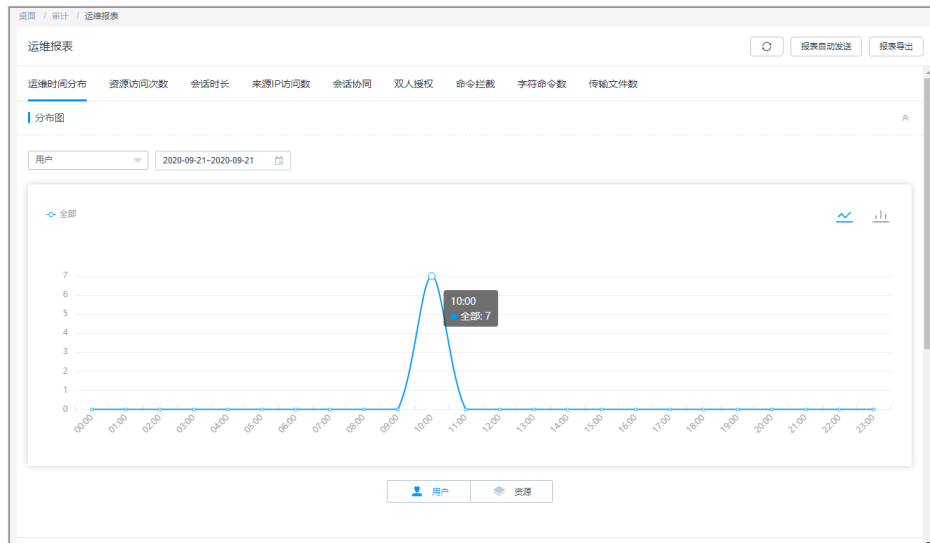 桌面 / 审计 / 运维报表
运维报表
报表自动发送
报表导出
运维时间分布 资源访问次数 会话时长 来源IP访问数 会话协同 双人授权 命令拦截 字符命令数 传输文件数
分布图
用户
2020-09-21~2020-09-21
全部
7
6
5
4
3
2
1
0
10:00
全部: 7
00:00 01:00 02:00 03:00 04:00 05:00 06:00 07:00 08:00 09:00 10:00 11:00 12:00 13:00 14:00 15:00 16:00 17:00 18:00 19:00 20:00 21:00 22:00 23:00
用户
资源